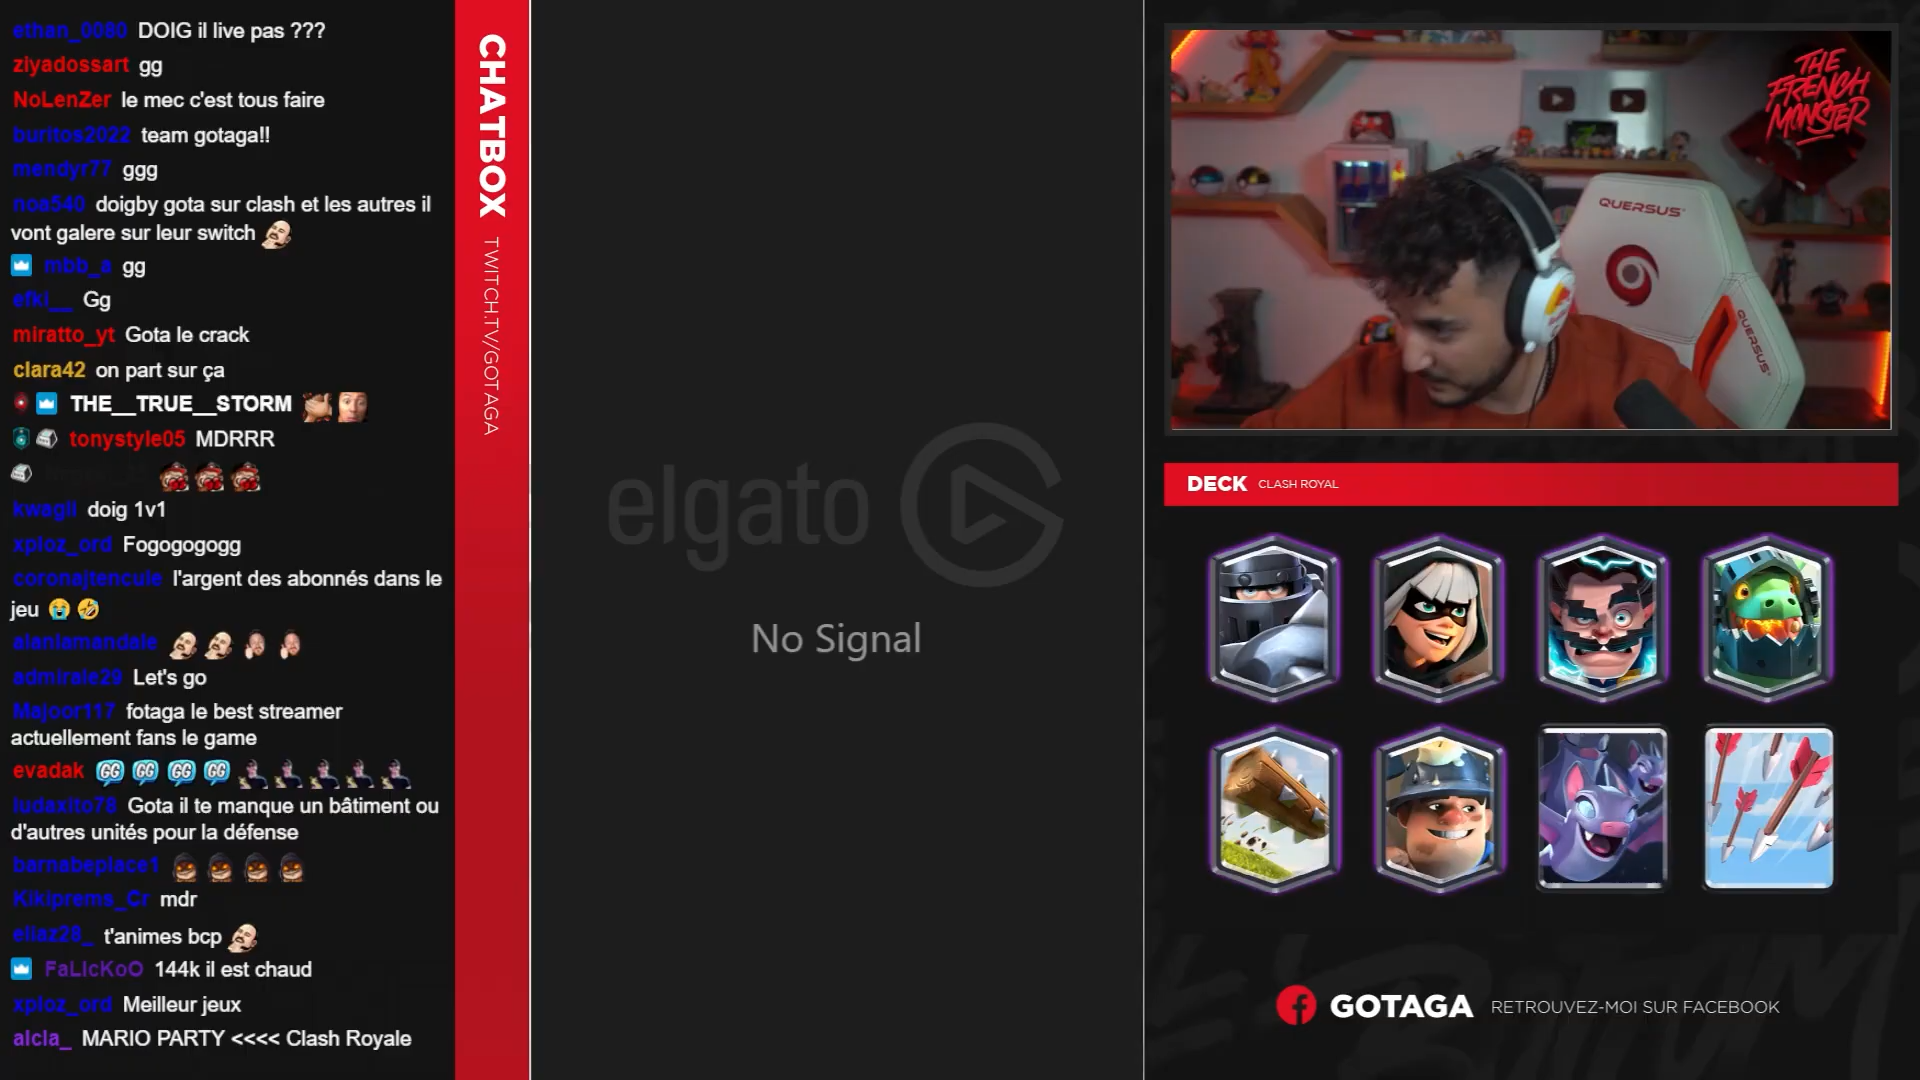 ethan_0080 DOIG il live pas ???
ziyadossart gg
NoLenZer le mec c'est tous faire
buritos2022 team gotaga!!
mendyr77 ggg
noa540 doigby gota sur clash et les autres il
vont galere sur leur switch
mbb_a gg
efki__ Gg
miratto_yt Gota le crack
clara42 on part sur ça
THE__TRUE__STORM
tonystyle05 MDRRR
kwagli doig 1v1
xploz_ord Fogogogogg
coronajtencule l'argent des abonnés dans le
jeu
alanlamandale
admirale29 Let's go
Majoor117 fotaga le best streamer
actuellement fans le game
evadak GG GG GG GG
ludaxito78 Gota il te manque un bâtiment ou
d'autres unités pour la défense
barnabeplace1
Kikiprems_Cr mdr
eliaz28_ t'animes bcp
FaLicKoO 144k il est chaud
xploz_ord Meilleur jeux
alcla_ MARIO PARTY <<<< Clash Royale
CHATBOX TWITCH.TV/GOTAGA
elgato
No Signal
THE
FRENCH
MONSTER
QUERSUS
QUERSUS
DECK CLASH ROYAL
GOTAGA RETROUVEZ-MOI SUR FACEBOOK